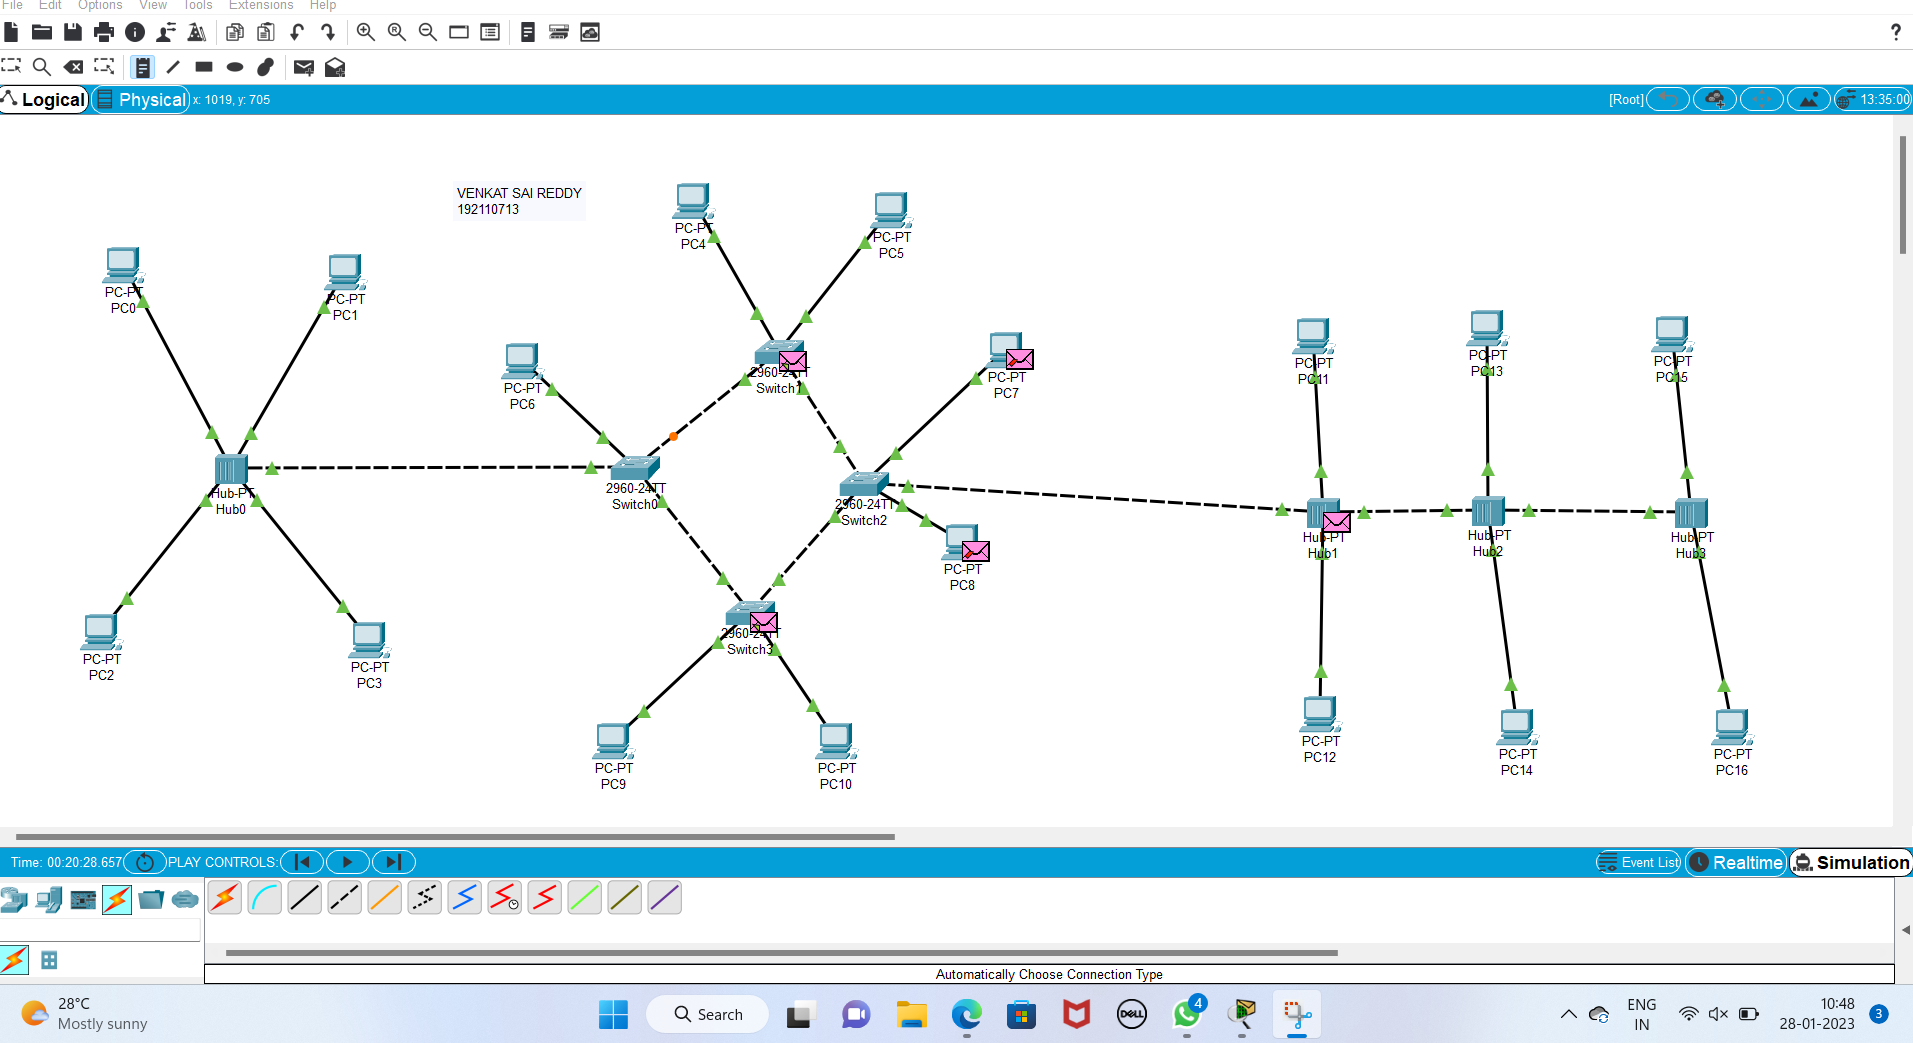 File Edit Options View Tools Extensions Help
?
Logical Physical x: 1019, y: 705 [Root] 13:35:00
VENKAT SAI REDDY
192110713
PC-PT
PC4
PC-PT
PC5
PC-PT
PC0
PC-PT
PC1
PC-PT
PC6
2960-24TT
Switch1
PC-PT
PC7
PC-PT
PC11
PC-PT
PC13
PC-PT
PC15
Hub-PT
Hub0
2960-24TT
Switch0
2960-24TT
Switch2
Hub-PT
Hub1
Hub-PT
Hub2
Hub-PT
Hub3
PC-PT
PC8
PC-PT
PC2
PC-PT
PC3
2960-24TT
Switch3
PC-PT
PC9
PC-PT
PC10
PC-PT
PC12
PC-PT
PC14
PC-PT
PC16
Time: 00:20:28.657 PLAY CONTROLS: Event List Realtime Simulation
Automatically Choose Connection Type
28°C
Mostly sunny
Search
DELL
4
ENG
IN
10:48
28-01-2023
3